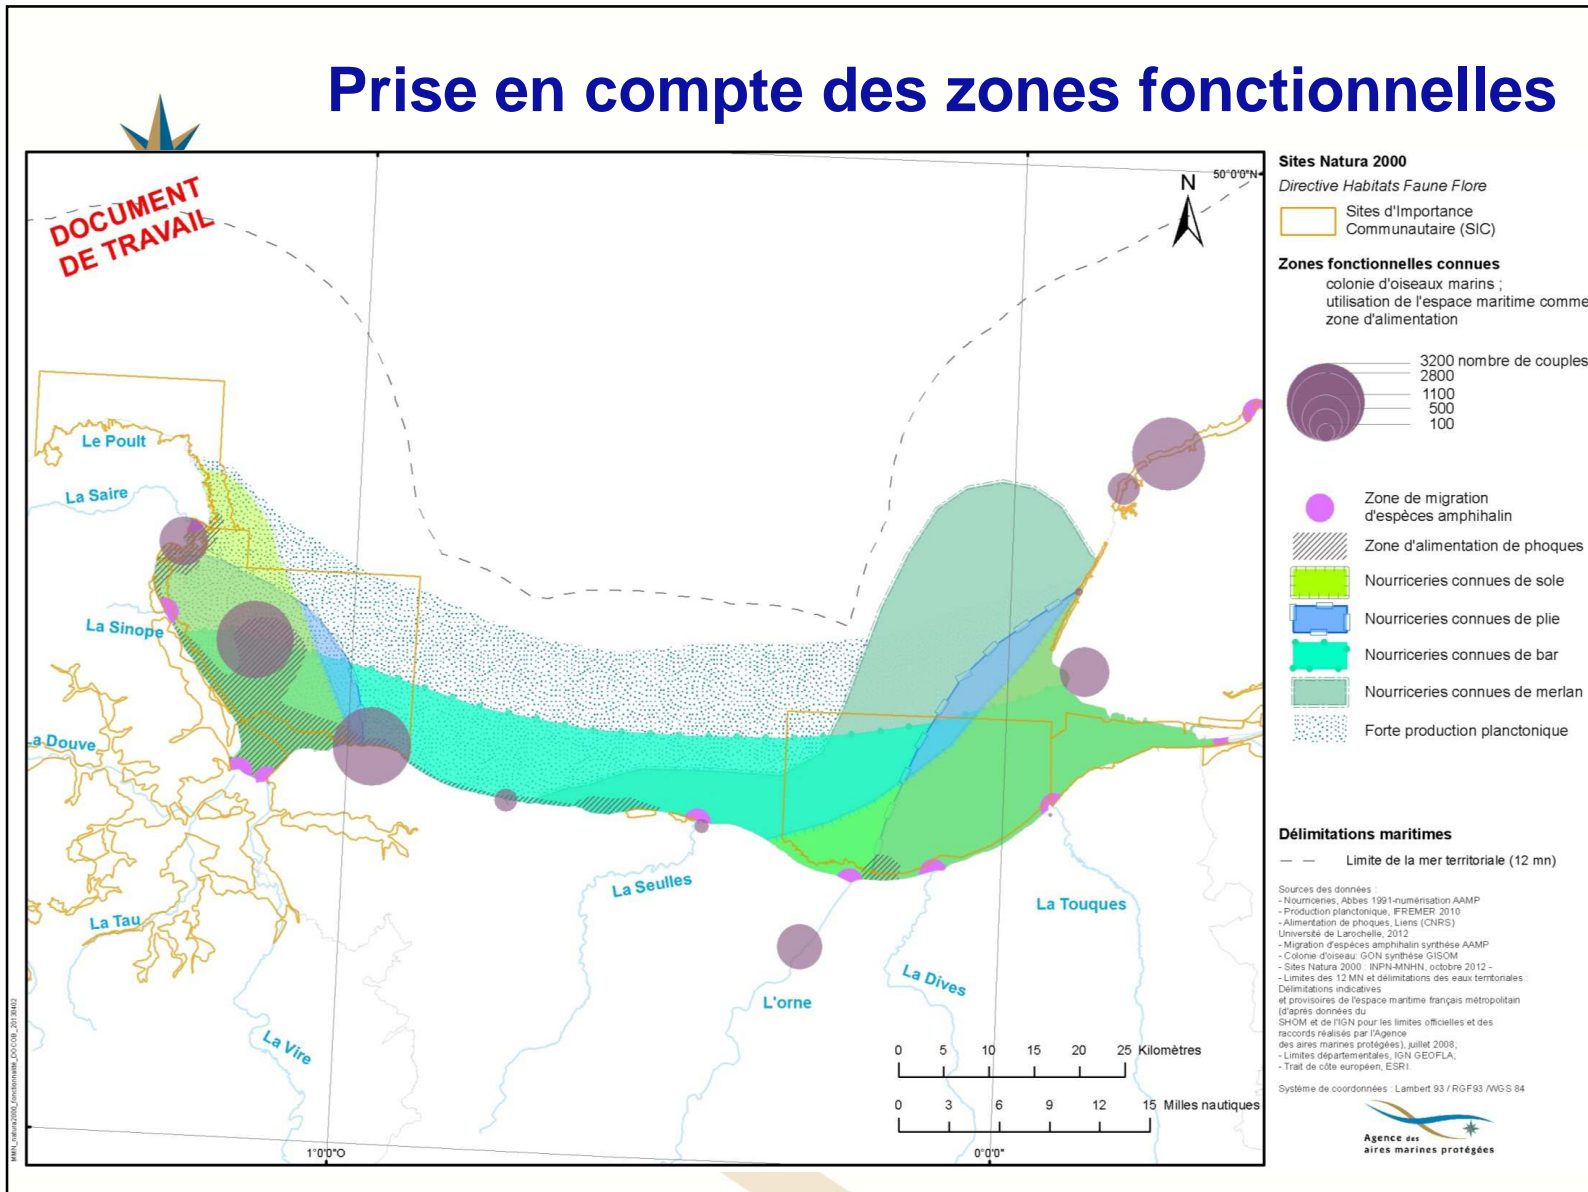 Prise en compte des zones fonctionnelles
DOCUMENT
DE TRAVAIL
N
50°0'0"N
Le Poult
La Saire
La Sinope
La Douve
La Tau
La Vire
La Seulles
L'orne
La Dives
La Touques
0 5 10 15 20 25 Kilomètres
0 3 6 9 12 15 Milles nautiques
1°0'0"O
0°0'0"
MMN_natura2000_fonctionnalité_DOCOB_20130402
Sites Natura 2000
Directive Habitats Faune Flore
Sites d'Importance
Communautaire (SIC)
Zones fonctionnelles connues
colonie d'oiseaux marins ;
utilisation de l'espace maritime comme
zone d'alimentation
3200 nombre de couples
2800
1100
500
100
Zone de migration
d'espèces amphihalin
Zone d'alimentation de phoques
Nourriceries connues de sole
Nourriceries connues de plie
Nourriceries connues de bar
Nourriceries connues de merlan
Forte production planctonique
Délimitations maritimes
Limite de la mer territoriale (12 mn)
Sources des données :
- Nourriceries, Abbes 1991-numérisation AAMP
- Production planctonique, IFREMER 2010
- Alimentation de phoques, Liens (CNRS)
Université de Larochelle, 2012
- Migration d'espèces amphihalin synthèse AAMP
- Colonie d'oiseau: GON synthèse GISOM
- Sites Natura 2000 : INPN-MNHN, octobre 2012 -
- Limites des 12 MN et délimitations des eaux territoriales :
Délimitations indicatives
et provisoires de l'espace maritime français métropolitain
(d'après données du
SHOM et de l'IGN pour les limites officielles et des
raccords réalisés par l'Agence
des aires marines protégées), juillet 2008;
- Limites départementales, IGN GEOFLA;
- Trait de côte européen, ESRI.
Système de coordonnées : Lambert 93 / RGF93 /WGS 84
Agence des
aires marines protégées